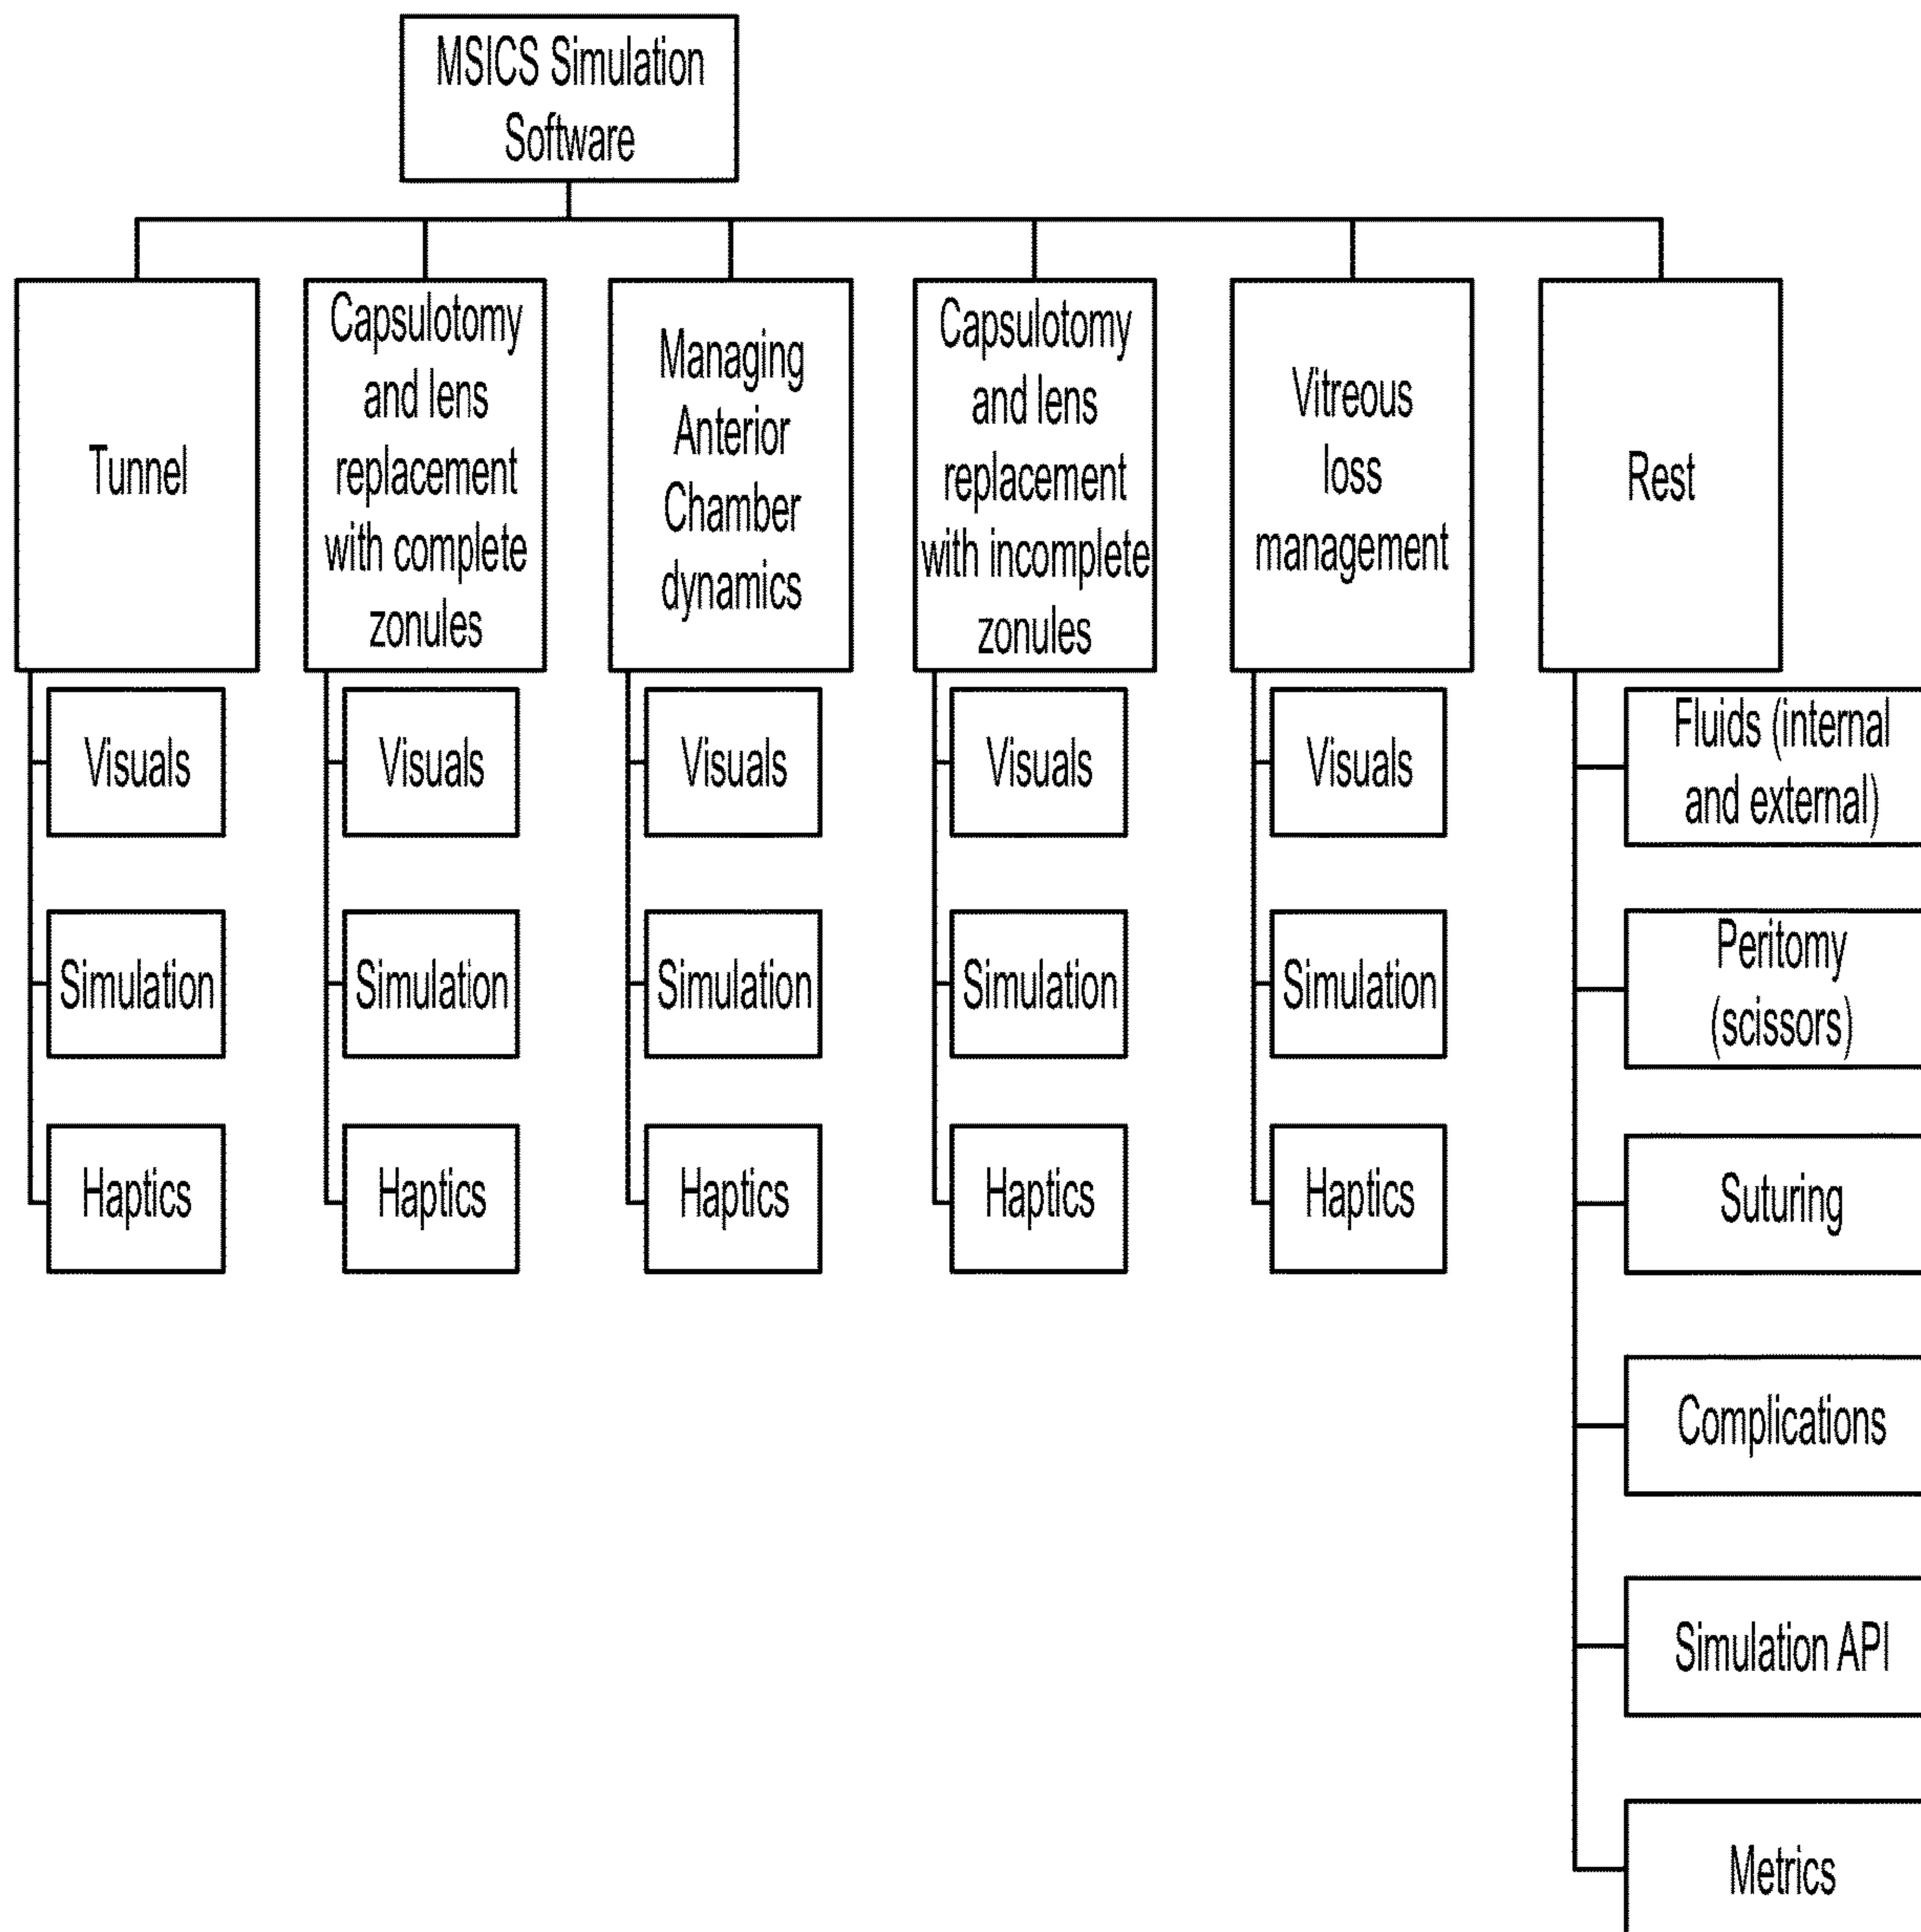 MSICS Simulation
Software
Tunnel
Capsulotomy
and lens
replacement
with complete
zonules
Managing
Anterior
Chamber
dynamics
Capsulotomy
and lens
replacement
with incomplete
zonules
Vitreous
loss
management
Rest
Visuals
Simulation
Haptics
Visuals
Simulation
Haptics
Visuals
Simulation
Haptics
Visuals
Simulation
Haptics
Visuals
Simulation
Haptics
Fluids (internal
and external)
Peritomy
(scissors)
Suturing
Complications
Simulation API
Metrics